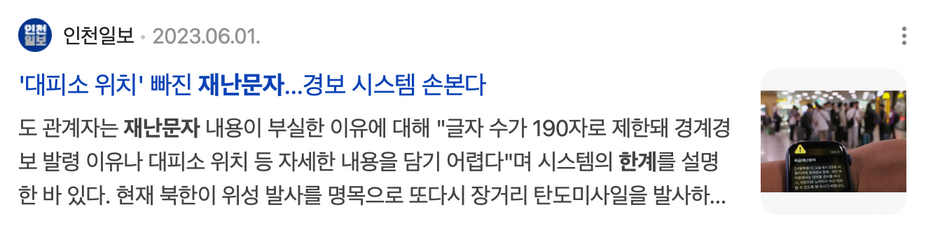 인천
일보
인천일보 • 2023.06.01.
'대피소 위치' 빠진 재난문자...경보 시스템 손본다
도 관계자는 재난문자 내용이 부실한 이유에 대해 "글자 수가 190자로 제한돼 경계경
보 발령 이유나 대피소 위치 등 자세한 내용을 담기 어렵다"며 시스템의 한계를 설명
한 바 있다. 현재 북한이 위성 발사를 명목으로 또다시 장거리 탄도미사일을 발사하...